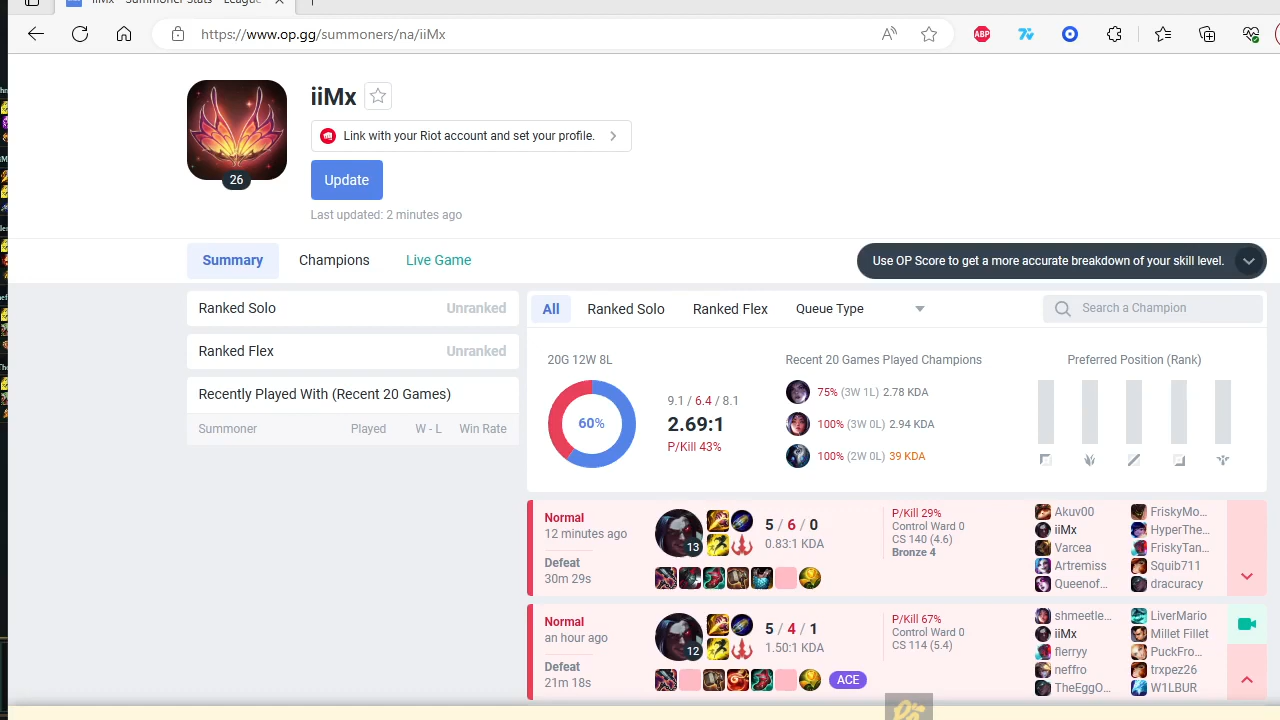 iiMx - Summoner Stats - League
https://www.op.gg/summoners/na/iiMx
ABP
26
iiMx
Link with your Riot account and set your profile.
Update
Last updated: 2 minutes ago
Summary Champions Live Game
Use OP Score to get a more accurate breakdown of your skill level.
Ranked Solo Unranked
Ranked Flex Unranked
Recently Played With (Recent 20 Games)
Summoner Played W - L Win Rate
All Ranked Solo Ranked Flex Queue Type
Search a Champion
20G 12W 8L
60%
9.1 / 6.4 / 8.1
2.69:1
P/Kill 43%
Recent 20 Games Played Champions
75% (3W 1L) 2.78 KDA
100% (3W 0L) 2.94 KDA
100% (2W 0L) 39 KDA
Preferred Position (Rank)
Normal
12 minutes ago
Defeat
30m 29s
13
5 / 6 / 0
0.83:1 KDA
P/Kill 29%
Control Ward 0
CS 140 (4.6)
Bronze 4
Akuv00
iiMx
Varcea
Artremiss
Queenof...
FriskyMo...
HyperThe...
FriskyTan...
Squib711
dracuracy
Normal
an hour ago
Defeat
21m 18s
12
5 / 4 / 1
1.50:1 KDA
ACE
P/Kill 67%
Control Ward 0
CS 114 (5.4)
shmeetle...
iiMx
fierryy
neffro
TheEggO...
LiverMario
Millet Fillet
PuckFro...
trxpez26
W1LBUR